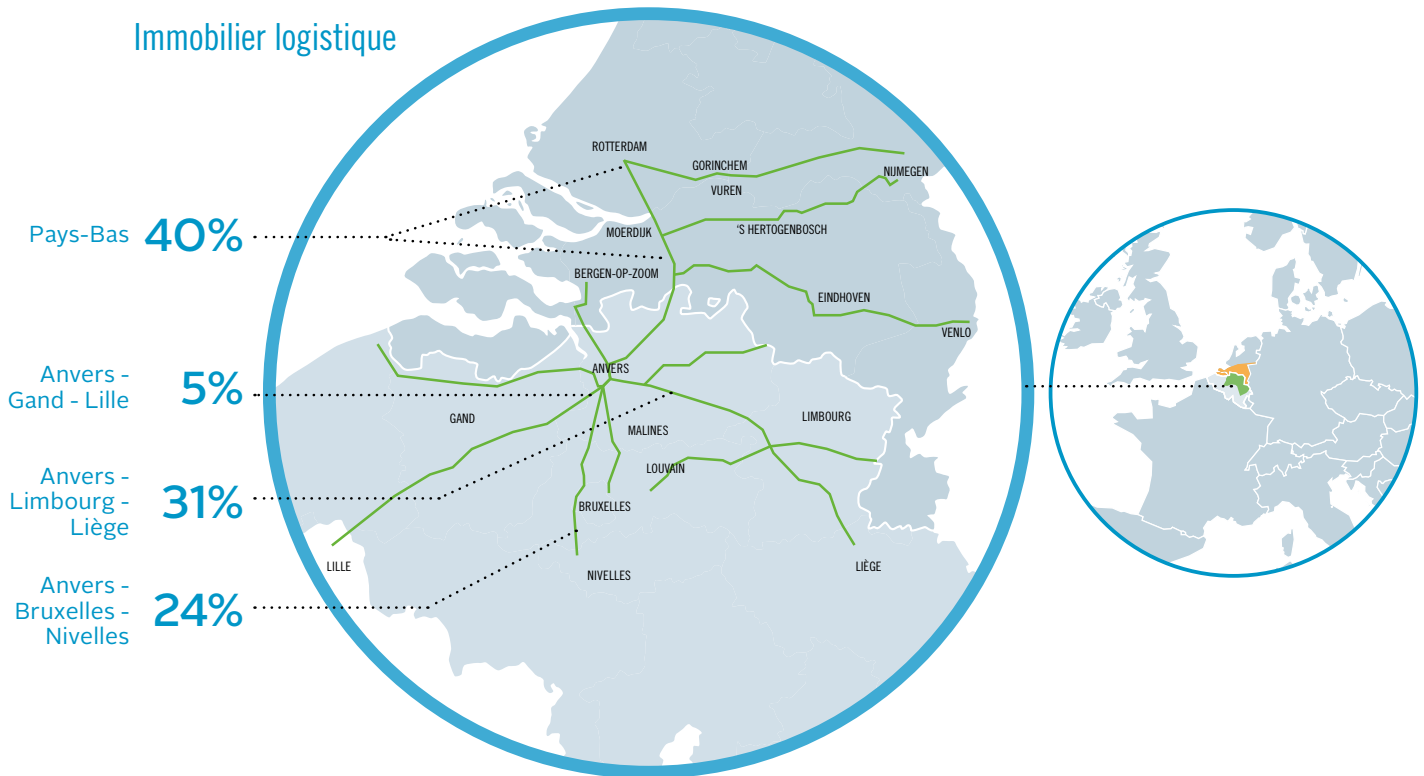 Immobilier logistique
ROTTERDAM
GORINCHEM
NIJMEGEN
VUREN
Pays-Bas 40%
MOERDIJK
'S HERTOGENBOSCH
BERGEN-OP-ZOOM
EINDHOVEN
VENLO
ANVERS
Anvers -
Gand - Lille
5%
GAND
LIMBOURG
MALINES
LOUVAIN
Anvers -
Limbourg -
Liège
31%
BRUXELLES
LILLE
NIVELLES
LIÈGE
Anvers -
Bruxelles -
Nivelles
24%